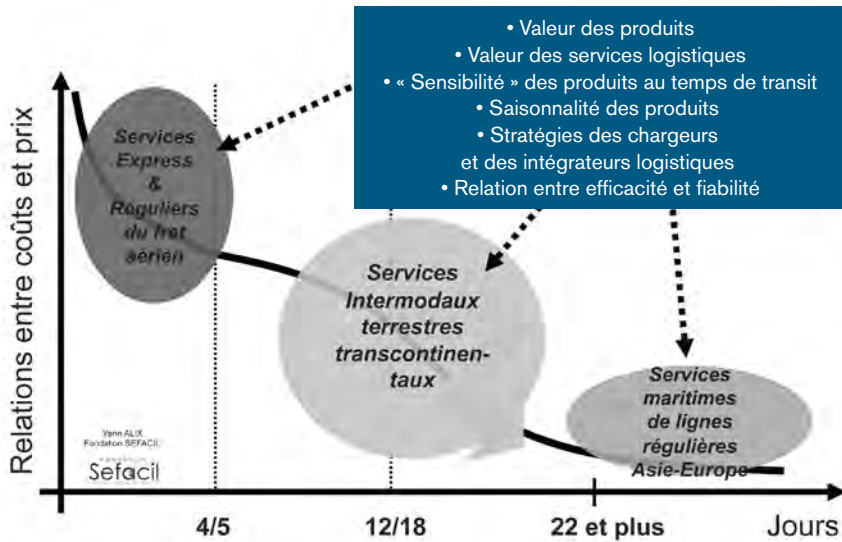 • Valeur des produits
• Valeur des services logistiques
• « Sensibilité » des produits au temps de transit
• Saisonnalité des produits
• Stratégies des chargeurs
et des intégrateurs logistiques
• Relation entre efficacité et fiabilité
Relations entre coûts et prix
Services
Express
&
Réguliers
du fret
aérien
Services
Intermodaux
terrestres
transcontinen-
taux
Services
maritimes
de lignes
régulières
Asie-Europe
Yann ALIX
Fondation SEFACIL
Sefacil
4/5
12/18
22 et plus
Jours